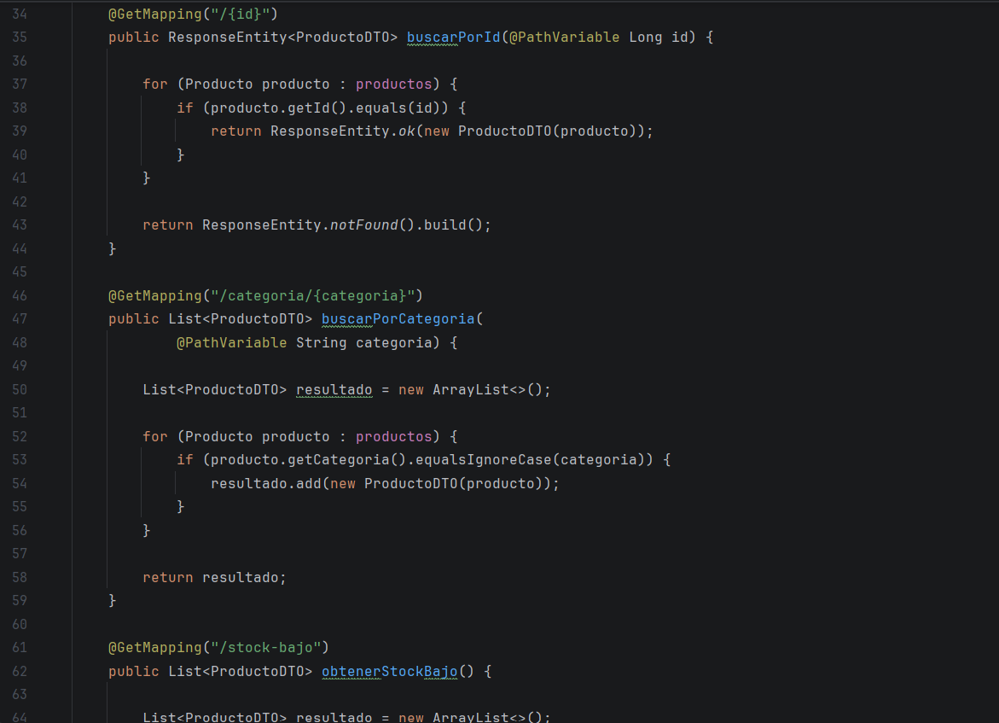 34 @GetMapping("/{id}")
35 public ResponseEntity<ProductoDTO> buscarPorId(@PathVariable Long id) {
36
37 for (Producto producto : productos) {
38 if (producto.getId().equals(id)) {
39 return ResponseEntity.ok(new ProductoDTO(producto));
40 }
41 }
42
43 return ResponseEntity.notFound().build();
44 }
45
46 @GetMapping("/categoria/{categoria}")
47 public List<ProductoDTO> buscarPorCategoria(
48 @PathVariable String categoria) {
49
50 List<ProductoDTO> resultado = new ArrayList<>();
51
52 for (Producto producto : productos) {
53 if (producto.getCategoria().equalsIgnoreCase(categoria)) {
54 resultado.add(new ProductoDTO(producto));
55 }
56 }
57
58 return resultado;
59 }
60
61 @GetMapping("/stock-bajo")
62 public List<ProductoDTO> obtenerStockBajo() {
63
64 List<ProductoDTO> resultado = new ArrayList<>();